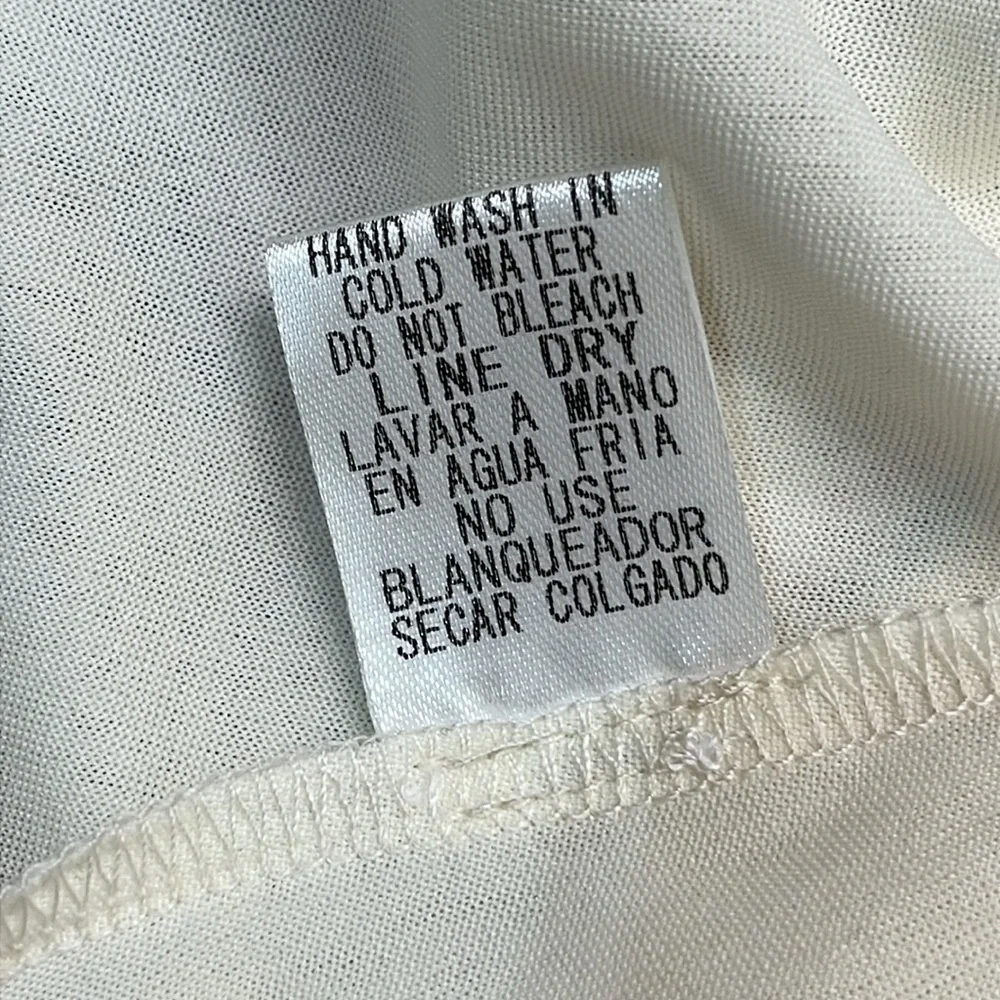 HAND WASH IN
COLD WATER
DO NOT BLEACH
LINE DRY
LAVAR A MANO
EN AGUA FRIA
NO USE
BLANQUEADOR
SECAR COLGADO